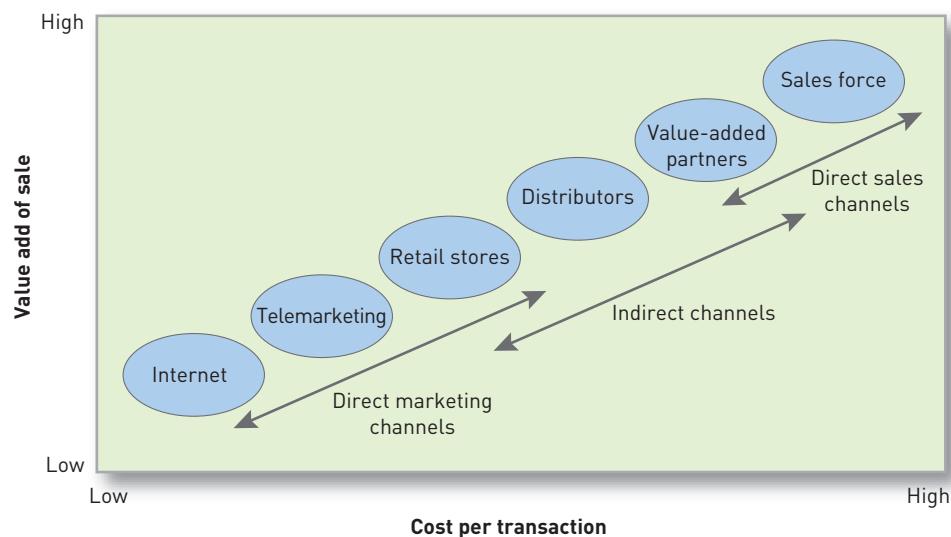 High
Sales force
Value-added
partners
Direct sales
channels
Distributors
Retail stores
Indirect channels
Telemarketing
Internet
Direct marketing
channels
Value add of sale
Low
Low
High
Cost per transaction